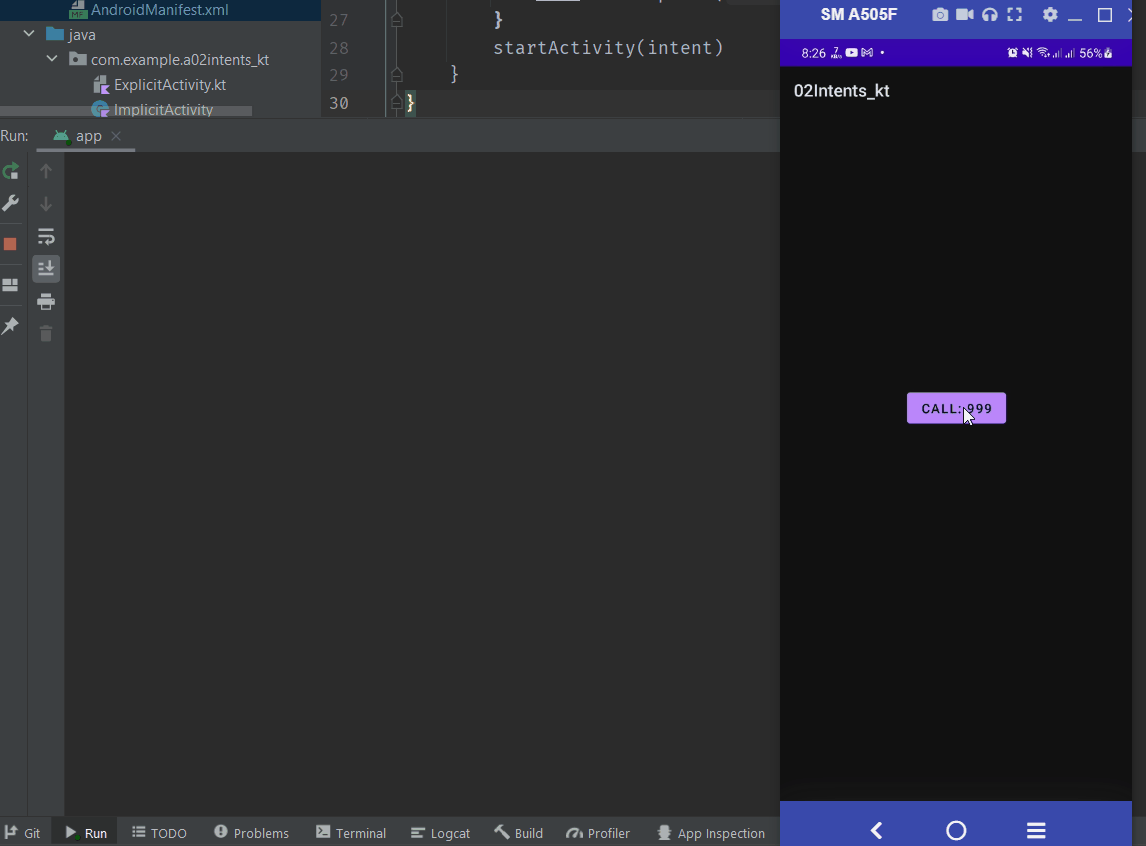 AndroidManifest.xml
java
com.example.a02intents_kt
ExplicitActivity.kt
ImplicitActivity
27 }
28 startActivity(intent)
29 }
30 }
Run: app
Git Run TODO Problems Terminal Logcat Build Profiler App Inspection
SM A505F
8:26 56%
02Intents_kt
CALL: 999